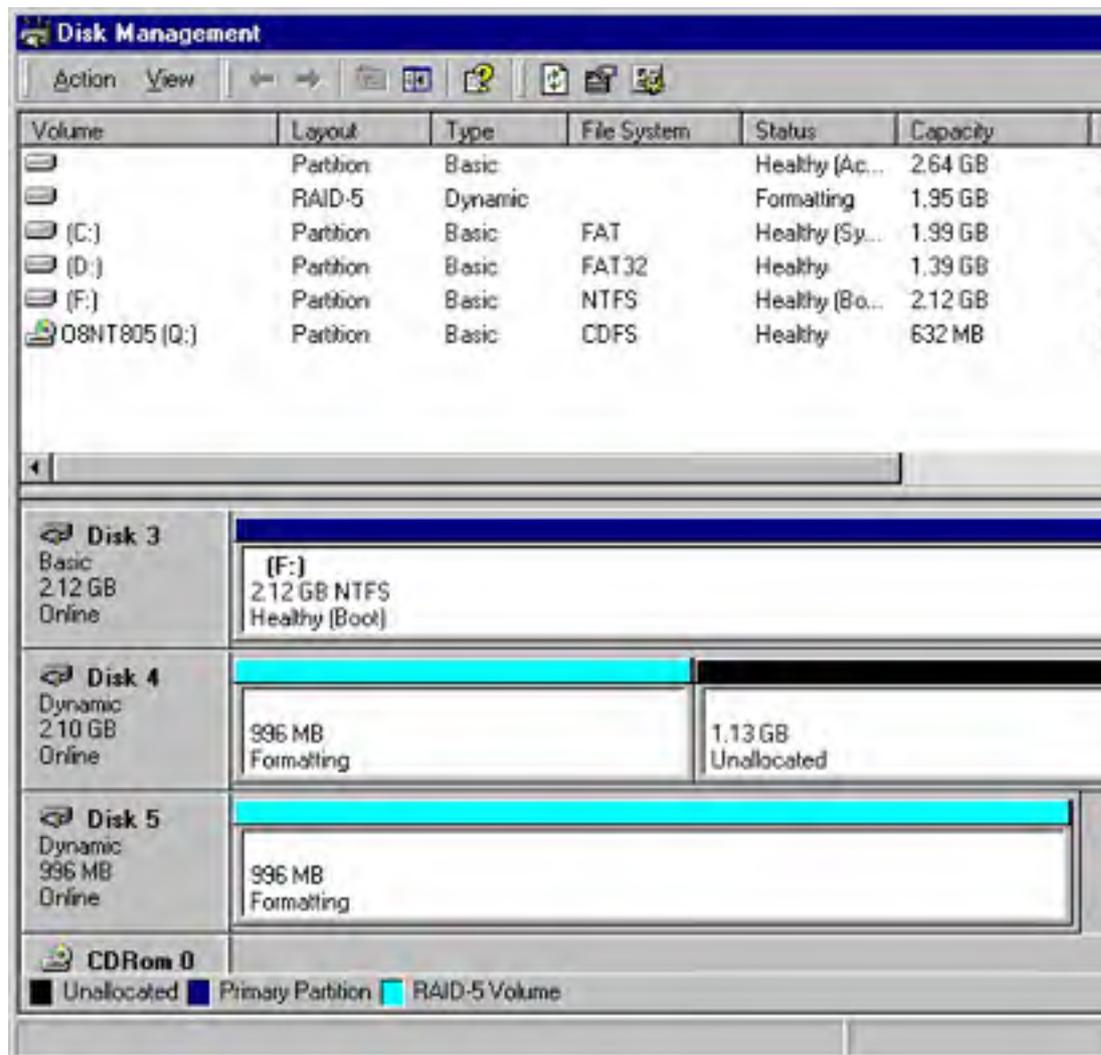 Disk Management
Action View
Volume Layout Type File System Status Capacity
Partition Basic Healthy (Ac... 2.64 GB
RAID-5 Dynamic Formatting 1.95 GB
(C:) Partition Basic FAT Healthy (Sy... 1.99 GB
(D:) Partition Basic FAT32 Healthy 1.39 GB
(F:) Partition Basic NTFS Healthy (Bo... 2.12 GB
O8NT805 (Q:) Partition Basic CDFS Healthy 632 MB
Disk 3
Basic
2.12 GB
Online
(F:)
2.12 GB NTFS
Healthy (Boot)
Disk 4
Dynamic
2.10 GB
Online
996 MB
Formatting
1.13 GB
Unallocated
Disk 5
Dynamic
996 MB
Online
996 MB
Formatting
CDRom 0
Unallocated Primary Partition RAID-5 Volume